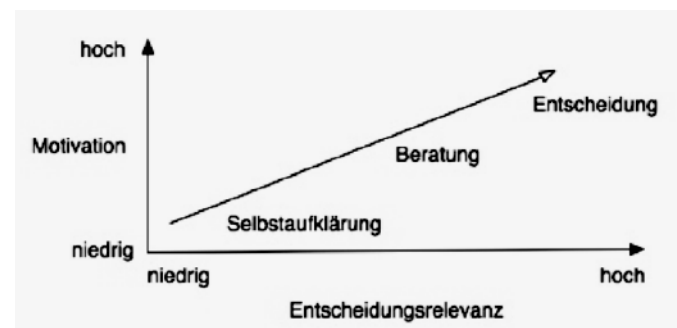 hoch
Entscheidung
Motivation
Beratung
Selbstaufklärung
niedrig
niedrig
hoch
Entscheidungsrelevanz